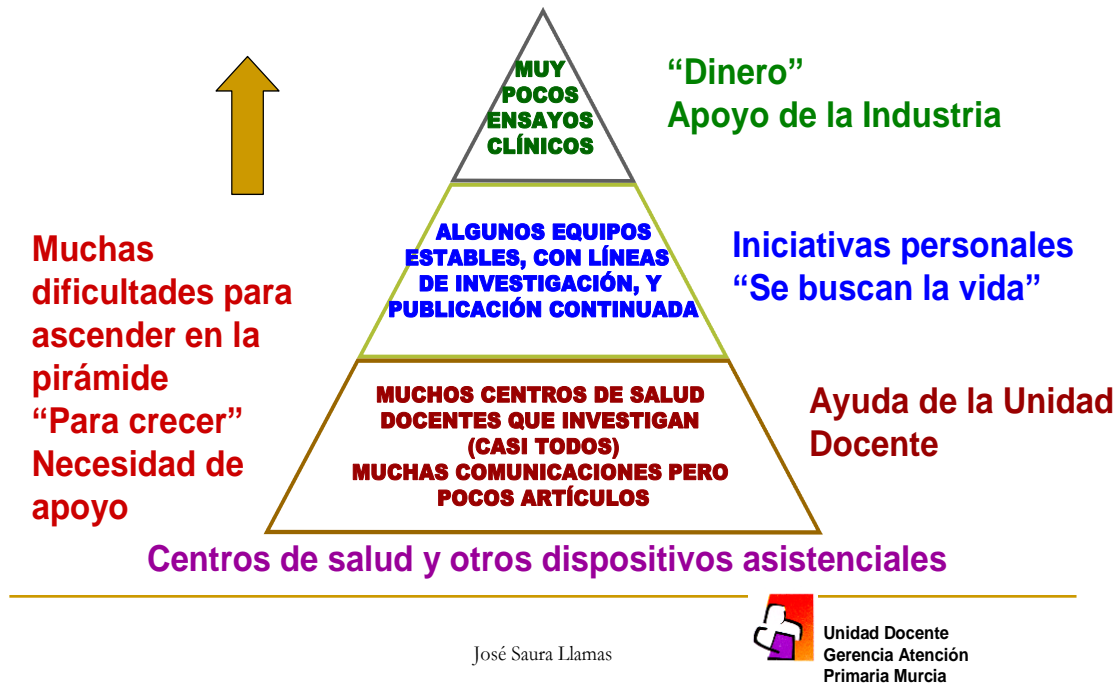 MUY
POCOS
ENSAYOS
CLÍNICOS
“Dinero”
Apoyo de la Industria
ALGUNOS EQUIPOS
ESTABLES, CON LÍNEAS
DE INVESTIGACIÓN, Y
PUBLICACIÓN CONTINUADA
Iniciativas personales
“Se buscan la vida”
Muchas
dificultades para
ascender en la
pirámide
“Para crecer”
Necesidad de
apoyo
MUCHOS CENTROS DE SALUD
DOCENTES QUE INVESTIGAN
(CASI TODOS)
MUCHAS COMUNICACIONES PERO
POCOS ARTÍCULOS
Ayuda de la Unidad
Docente
Centros de salud y otros dispositivos asistenciales
José Saura Llamas
Unidad Docente
Gerencia Atención
Primaria Murcia